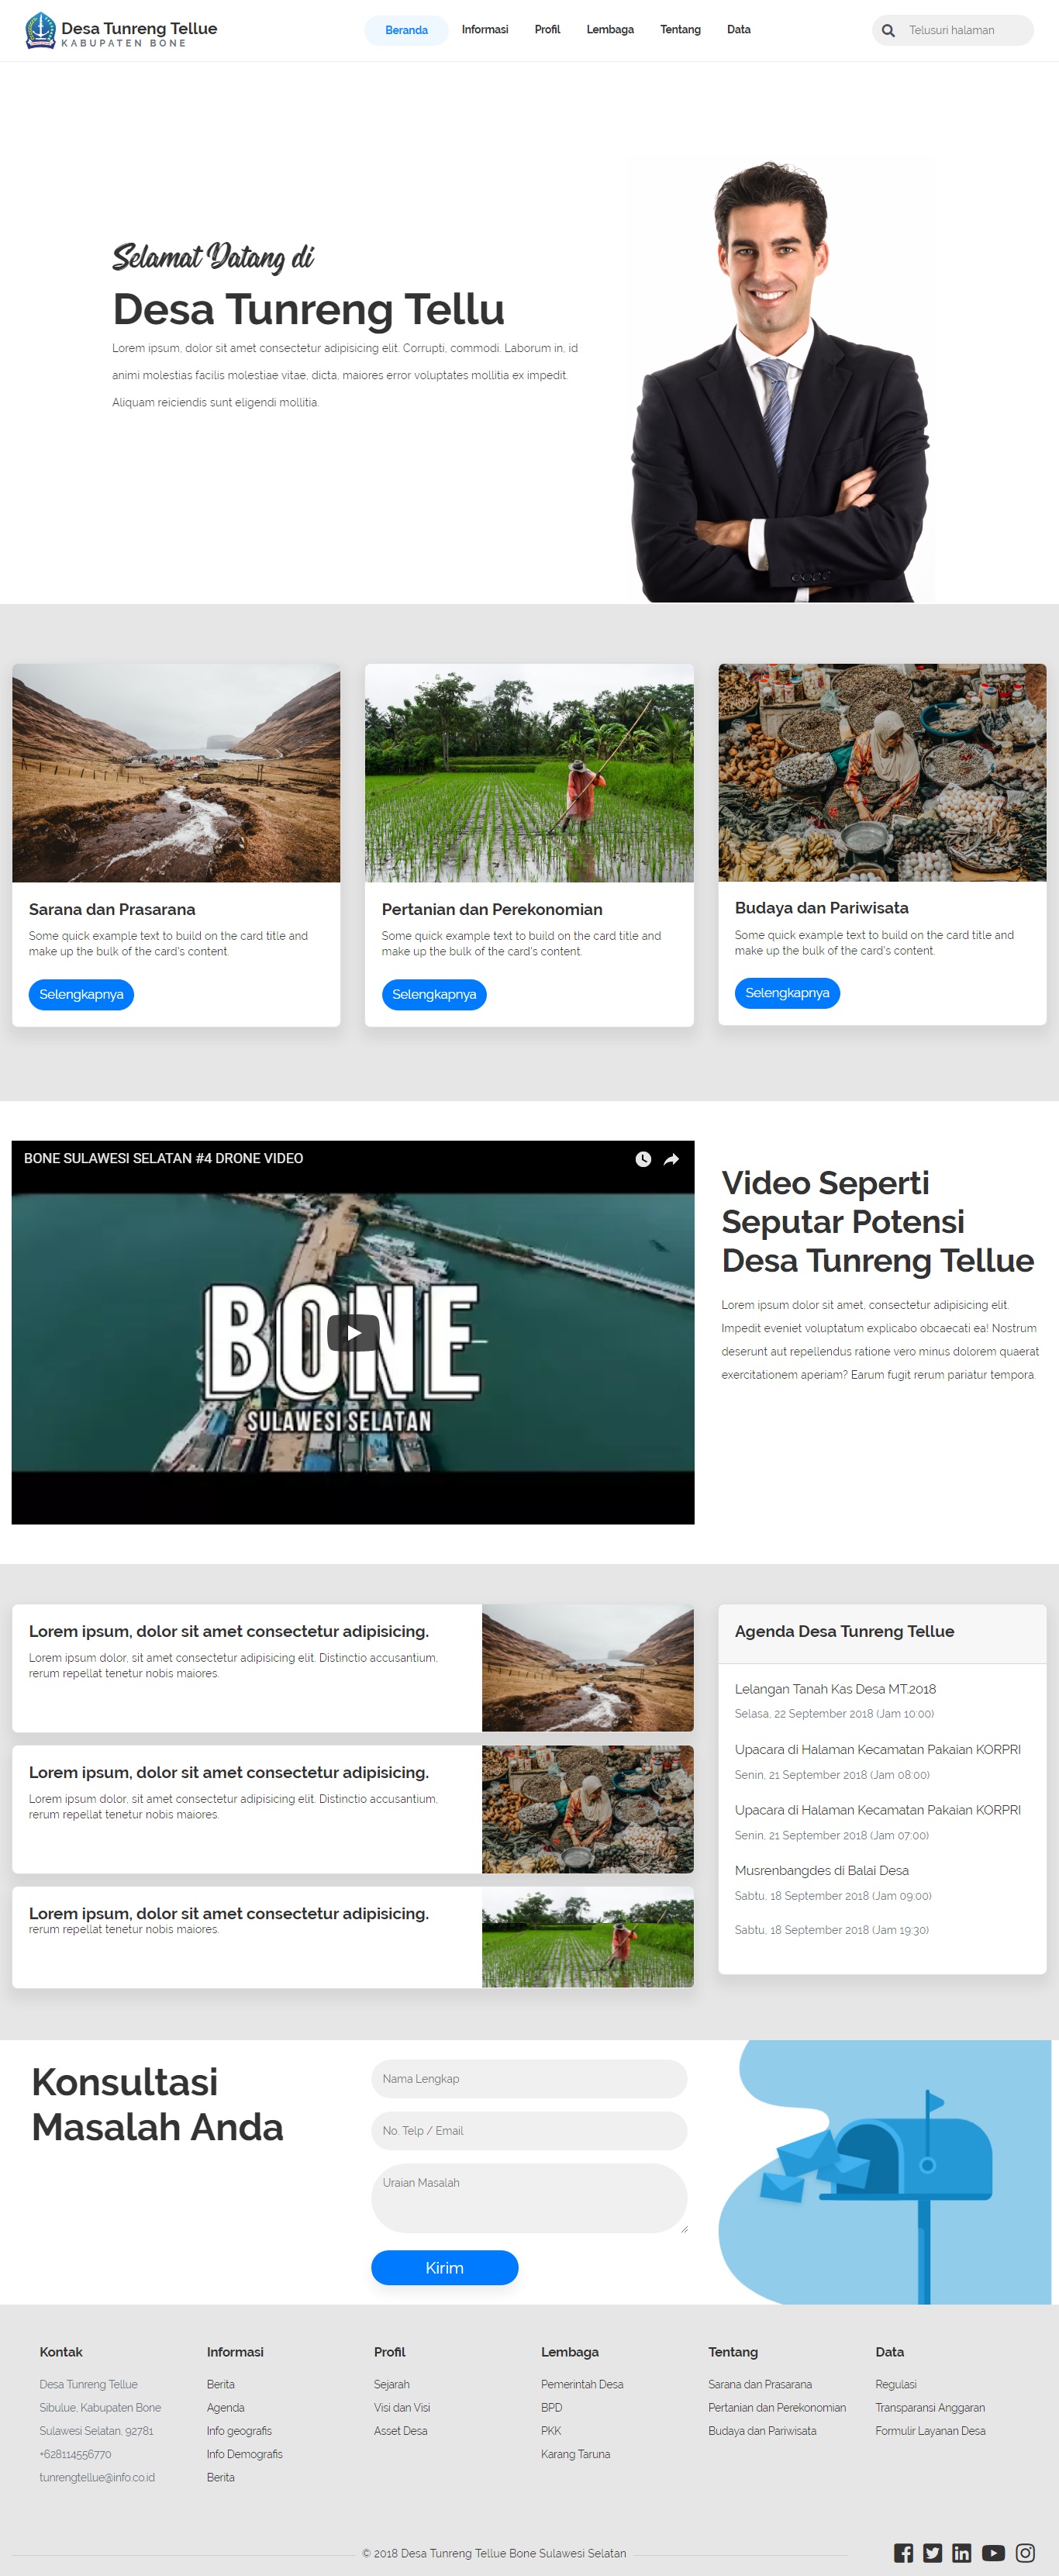 Desa Tunreng Tellue
KABUPATEN BONE
Beranda
Informasi
Profil
Lembaga
Tentang
Data
Telusuri halaman
Selamat Datang di
Desa Tunreng Tellu
Lorem ipsum, dolor sit amet consectetur adipisicing elit. Corrupti, commodi. Laborum in, id
animi molestias facilis molestiae vitae, dicta, maiores error voluptates mollitia ex impedit.
Aliquam reiciendis sunt eligendi mollitia.
Sarana dan Prasarana
Some quick example text to build on the card title and
make up the bulk of the card's content.
Selengkapnya
Pertanian dan Perekonomian
Some quick example text to build on the card title and
make up the bulk of the card's content.
Selengkapnya
Budaya dan Pariwisata
Some quick example text to build on the card title and
make up the bulk of the card's content.
Selengkapnya
BONE SULAWESI SELATAN #4 DRONE VIDEO
BONE
SULAWESI SELATAN
Video Seperti
Seputar Potensi
Desa Tunreng Tellue
Lorem ipsum dolor sit amet, consectetur adipisicing elit.
Impedit eveniet voluptatum explicabo obcaecati ea! Nostrum
deserunt aut repellendus ratione vero minus dolorem quaerat
exercitationem aperiam? Earum fugit rerum pariatur tempora.
Lorem ipsum, dolor sit amet consectetur adipisicing.
Lorem ipsum dolor, sit amet consectetur adipisicing elit. Distinctio accusantium,
rerum repellat tenetur nobis maiores.
Lorem ipsum, dolor sit amet consectetur adipisicing.
Lorem ipsum dolor, sit amet consectetur adipisicing elit. Distinctio accusantium,
rerum repellat tenetur nobis maiores.
Lorem ipsum, dolor sit amet consectetur adipisicing.
rerum repellat tenetur nobis maiores.
Agenda Desa Tunreng Tellue
Lelangan Tanah Kas Desa MT.2018
Selasa, 22 September 2018 (Jam 10:00)
Upacara di Halaman Kecamatan Pakaian KORPRI
Senin, 21 September 2018 (Jam 08:00)
Upacara di Halaman Kecamatan Pakaian KORPRI
Senin, 21 September 2018 (Jam 07:00)
Musrenbangdes di Balai Desa
Sabtu, 18 September 2018 (Jam 09:00)
Sabtu, 18 September 2018 (Jam 19:30)
Konsultasi
Masalah Anda
Nama Lengkap
No. Telp / Email
Uraian Masalah
Kirim
Kontak
Desa Tunreng Tellue
Sibulue, Kabupaten Bone
Sulawesi Selatan, 92781
+628114556770
tunrengtellue@info.co.id
Informasi
Berita
Agenda
Info geografis
Info Demografis
Berita
Profil
Sejarah
Visi dan Visi
Asset Desa
Lembaga
Pemerintah Desa
BPD
PKK
Karang Taruna
Tentang
Sarana dan Prasarana
Pertanian dan Perekonomian
Budaya dan Pariwisata
Data
Regulasi
Transparansi Anggaran
Formulir Layanan Desa
© 2018 Desa Tunreng Tellue Bone Sulawesi Selatan